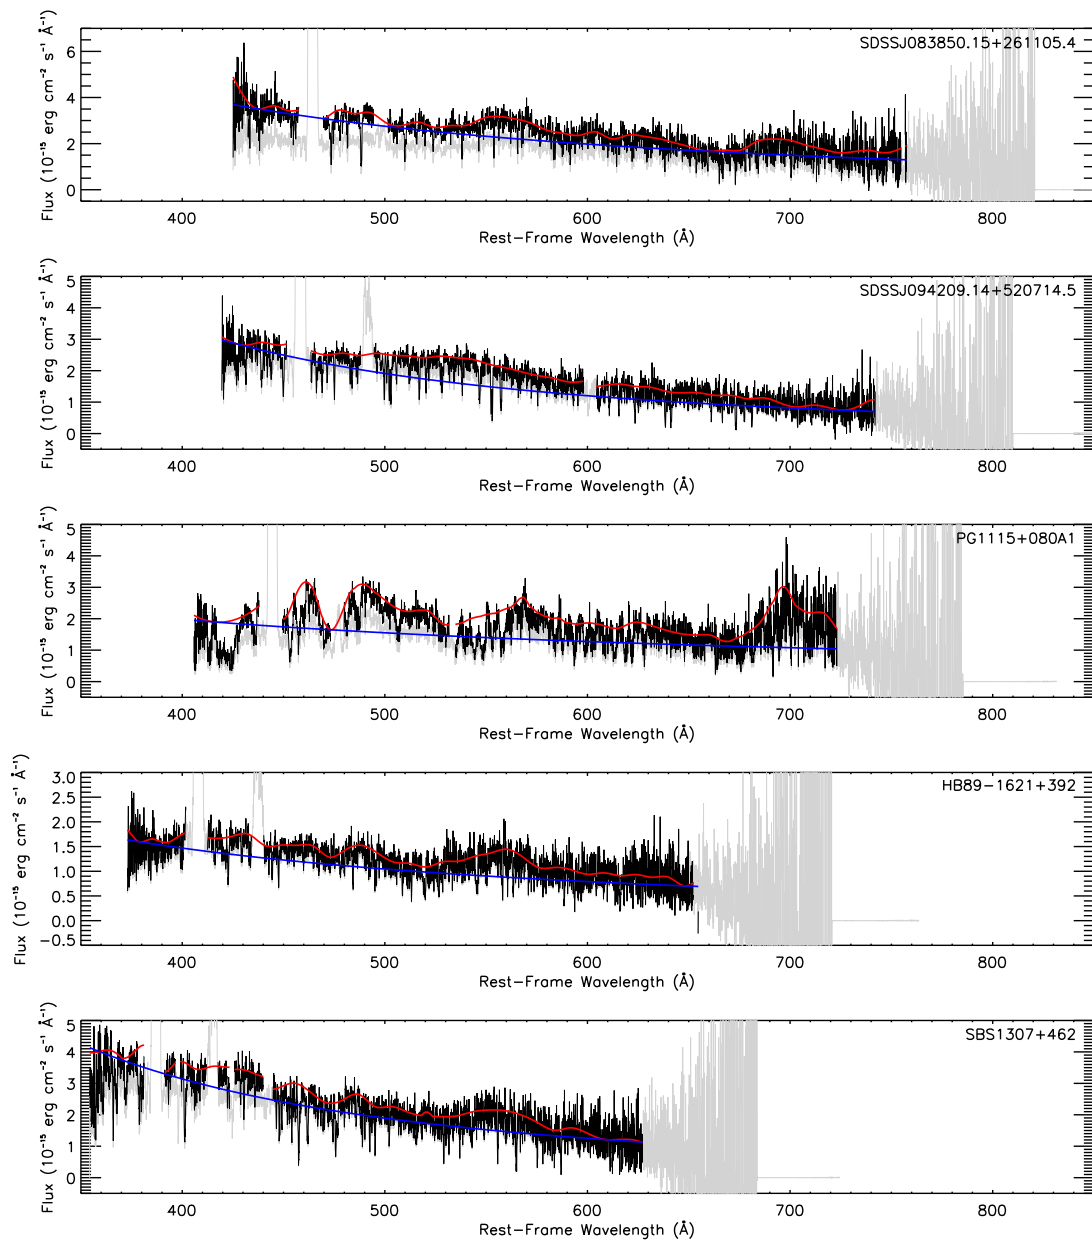 SDSSJ083850.15+261105.4
Flux (10⁻¹⁵ erg cm⁻² s⁻¹ Å⁻¹)
6
4
2
0
400 500 600 700 800
Rest-Frame Wavelength (Å)
SDSSJ094209.14+520714.5
Flux (10⁻¹⁵ erg cm⁻² s⁻¹ Å⁻¹)
5
4
3
2
1
0
400 500 600 700 800
Rest-Frame Wavelength (Å)
PG1115+080A1
Flux (10⁻¹⁵ erg cm⁻² s⁻¹ Å⁻¹)
5
4
3
2
1
0
400 500 600 700 800
Rest-Frame Wavelength (Å)
HB89-1621+392
Flux (10⁻¹⁵ erg cm⁻² s⁻¹ Å⁻¹)
3.0
2.5
2.0
1.5
1.0
0.5
0.0
-0.5
400 500 600 700 800
Rest-Frame Wavelength (Å)
SBS1307+462
Flux (10⁻¹⁵ erg cm⁻² s⁻¹ Å⁻¹)
5
4
3
2
1
0
400 500 600 700 800
Rest-Frame Wavelength (Å)